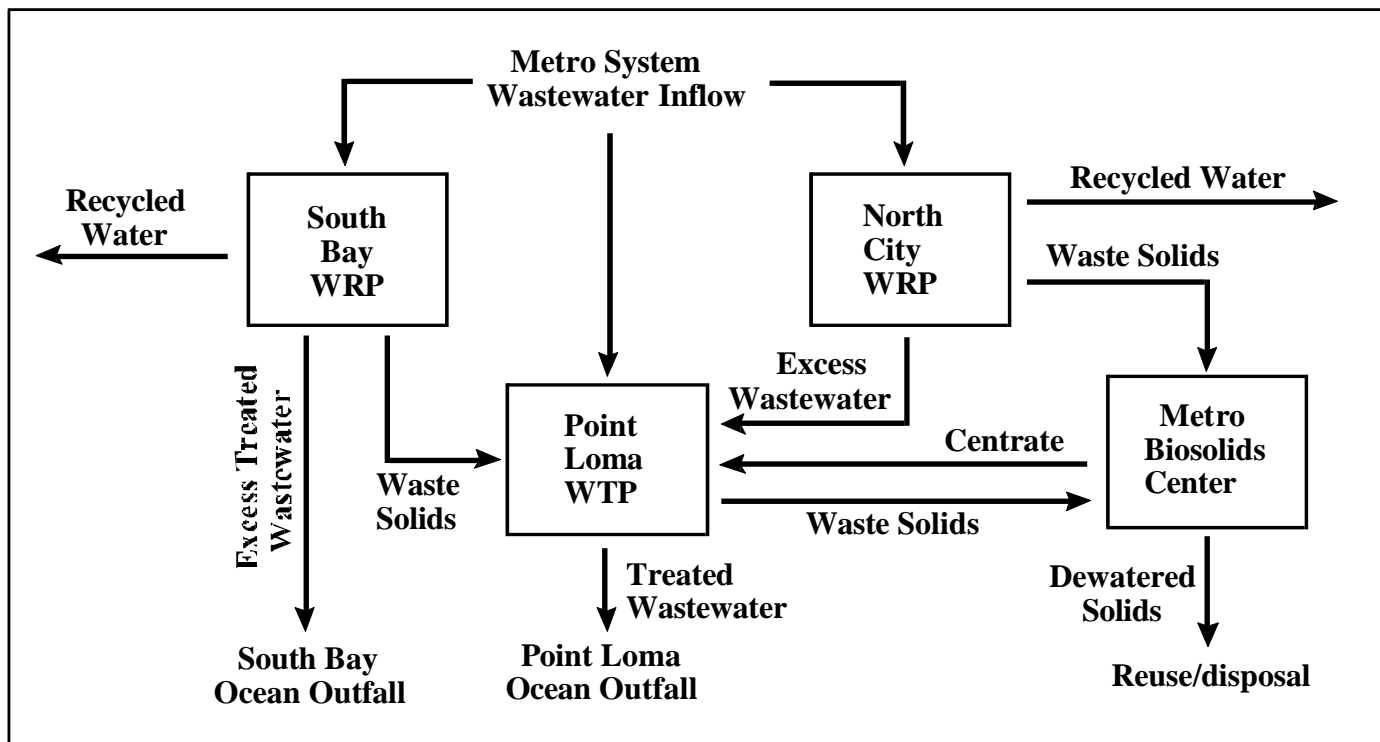 Metro System
Wastewater Inflow
Recycled
Water
South
Bay
WRP
North
City
WRP
Recycled Water
Waste Solids
Excess
Wastewater
Excess Treated
Wastewater
Waste
Solids
Point
Loma
WTP
Centrate
Waste Solids
Metro
Biosolids
Center
Treated
Wastewater
Dewatered
Solids
South Bay
Ocean Outfall
Point Loma
Ocean Outfall
Reuse/disposal